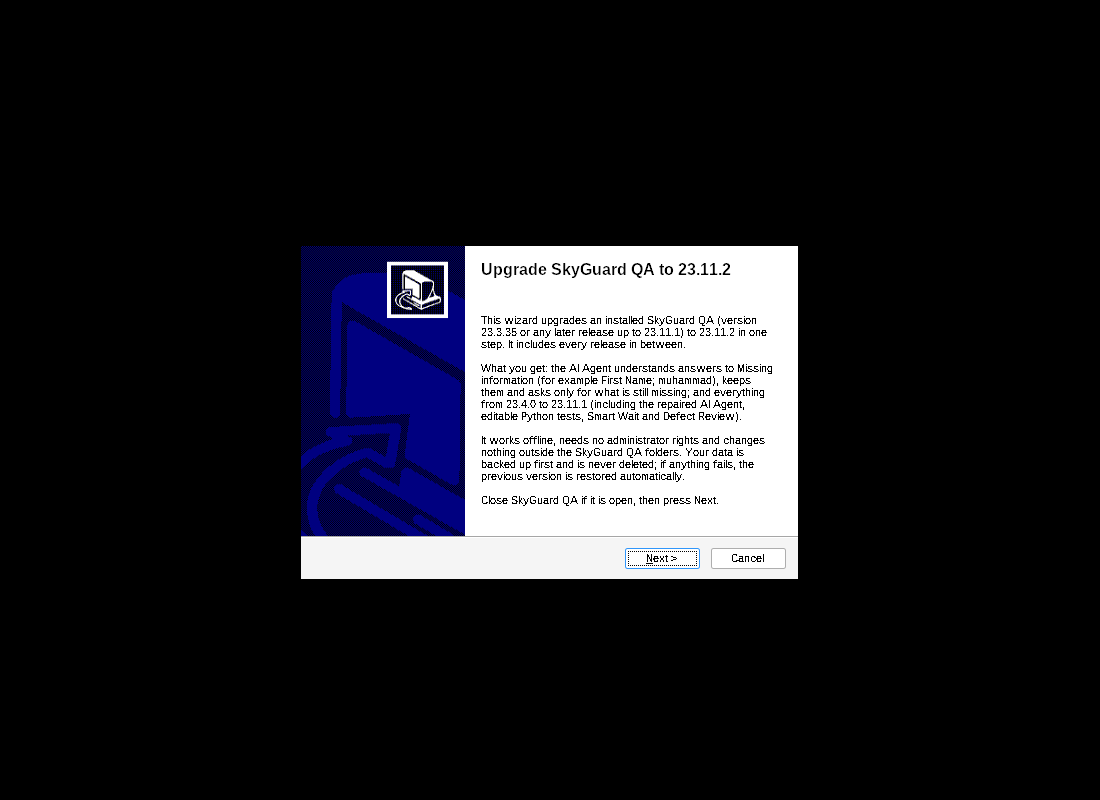 Upgrade SkyGuard QA to 23.11.2
This wizard upgrades an installed SkyGuard QA (version
23.3.35 or any later release up to 23.11.1) to 23.11.2 in one
step. It includes every release in between.
What you get: the AI Agent understands answers to Missing
information (for example First Name; muhammad), keeps
them and asks only for what is still missing; and everything
from 23.4.0 to 23.11.1 (including the repaired AI Agent,
editable Python tests, Smart Wait and Defect Review).
It works offline, needs no administrator rights and changes
nothing outside the SkyGuard QA folders. Your data is
backed up first and is never deleted; if anything fails, the
previous version is restored automatically.
Close SkyGuard QA if it is open, then press Next.
Next >
Cancel